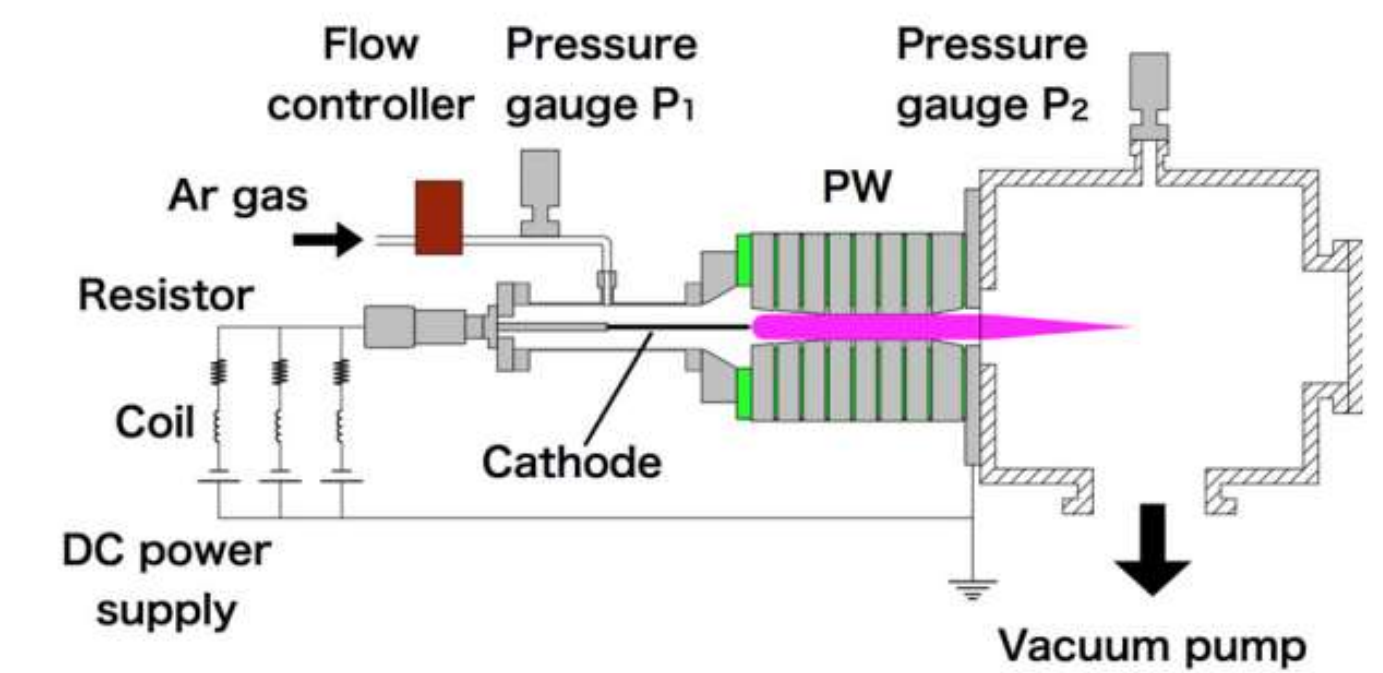 Flow
controller
Pressure
gauge P₁
Pressure
gauge P₂
Ar gas
PW
Resistor
Coil
Cathode
DC power
supply
Vacuum pump